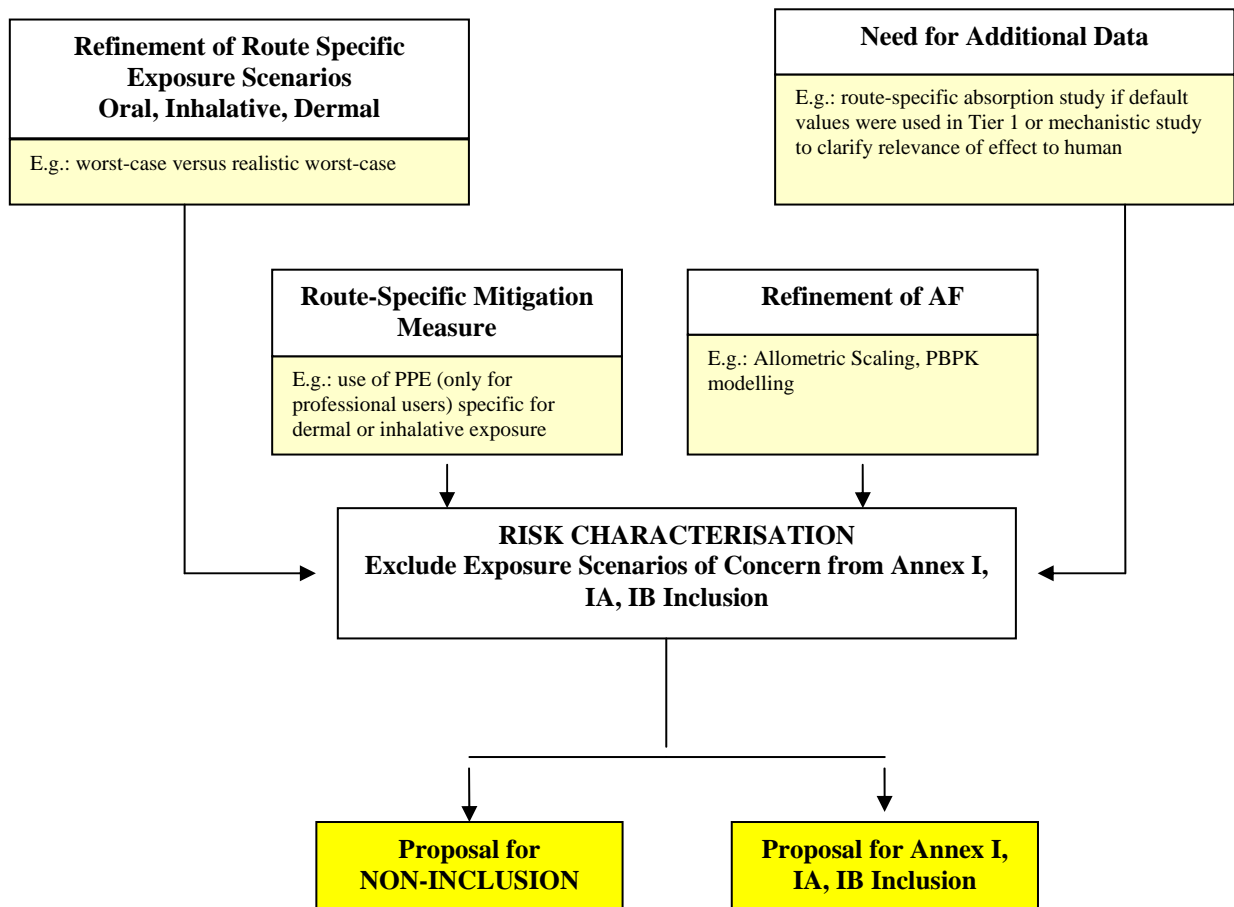 Refinement of Route Specific
Exposure Scenarios
Oral, Inhalative, Dermal
E.g.: worst-case versus realistic worst-case
Need for Additional Data
E.g.: route-specific absorption study if default
values were used in Tier 1 or mechanistic study
to clarify relevance of effect to human
Route-Specific Mitigation
Measure
E.g.: use of PPE (only for
professional users) specific for
dermal or inhalative exposure
Refinement of AF
E.g.: Allometric Scaling, PBPK
modelling
RISK CHARACTERISATION
Exclude Exposure Scenarios of Concern from Annex I,
IA, IB Inclusion
Proposal for
NON-INCLUSION
Proposal for Annex I,
IA, IB Inclusion